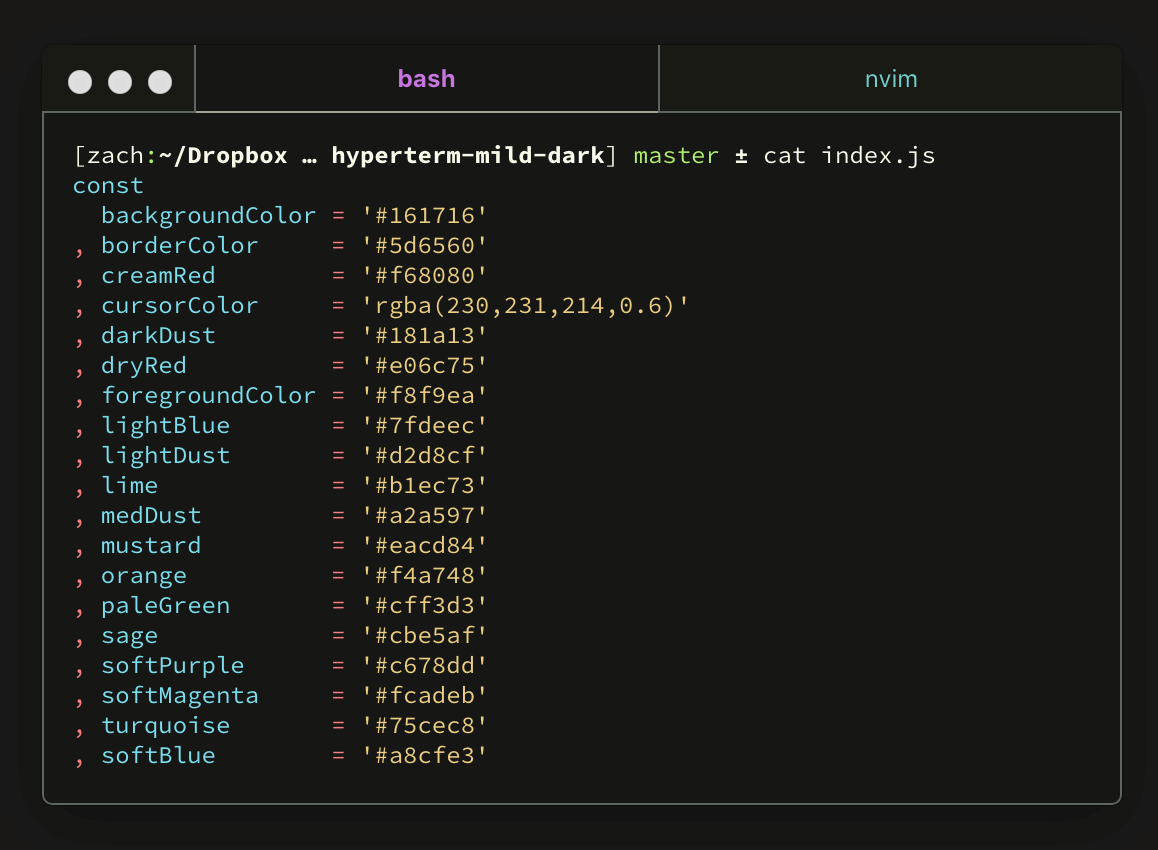 bash nvim
[zach:~/Dropbox … hyperterm-mild-dark] master ± cat index.js
const
  backgroundColor = '#161716'
, borderColor     = '#5d6560'
, creamRed        = '#f68080'
, cursorColor     = 'rgba(230,231,214,0.6)'
, darkDust        = '#181a13'
, dryRed          = '#e06c75'
, foregroundColor = '#f8f9ea'
, lightBlue       = '#7fdeec'
, lightDust       = '#d2d8cf'
, lime            = '#b1ec73'
, medDust         = '#a2a597'
, mustard         = '#eacd84'
, orange          = '#f4a748'
, paleGreen       = '#cff3d3'
, sage            = '#cbe5af'
, softPurple      = '#c678dd'
, softMagenta     = '#fcadeb'
, turquoise       = '#75cec8'
, softBlue        = '#a8cfe3'